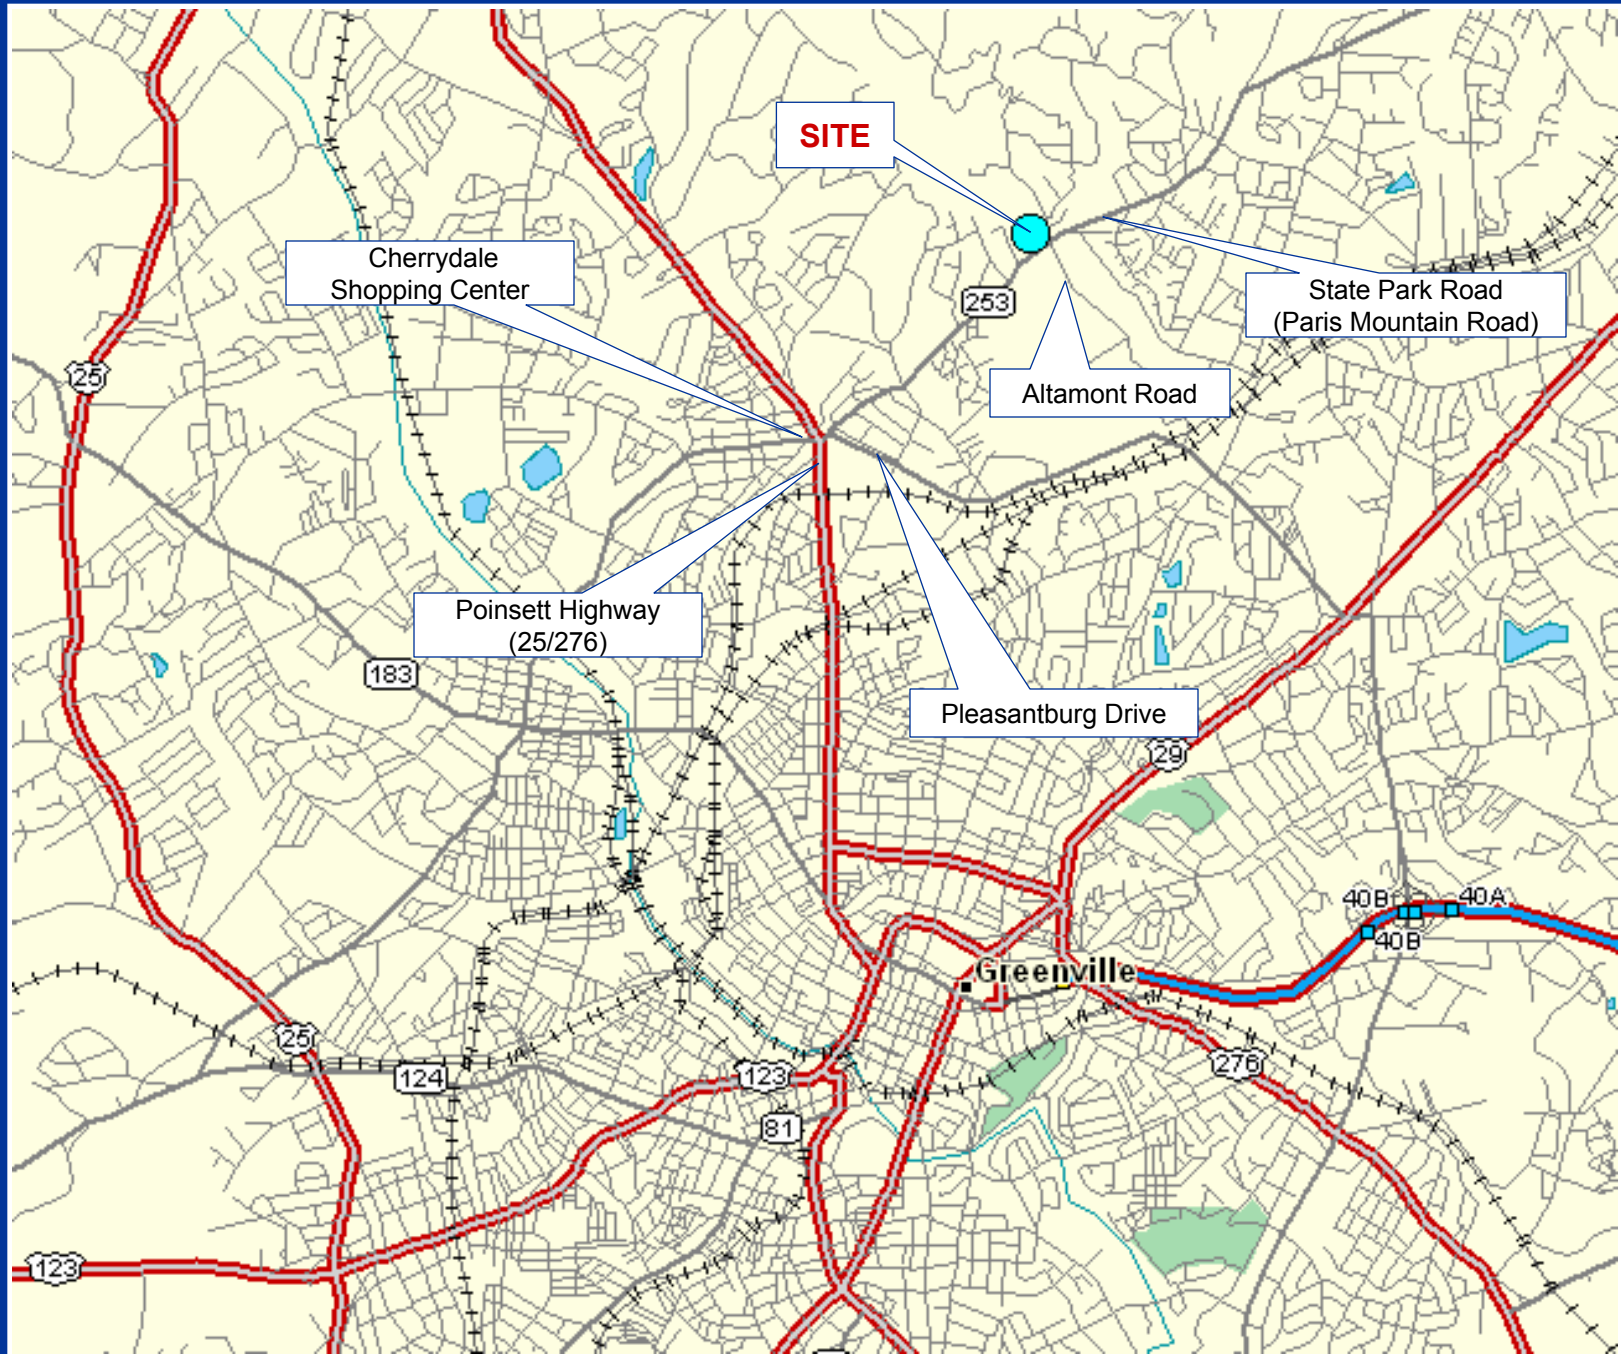 SITE
Cherrydale
Shopping Center
State Park Road
(Paris Mountain Road)
253
25
Altamont Road
Poinsett Highway
(25/276)
183
Pleasantburg Drive
29
40B
40A
40B
Greenville
25
276
124
123
81
123